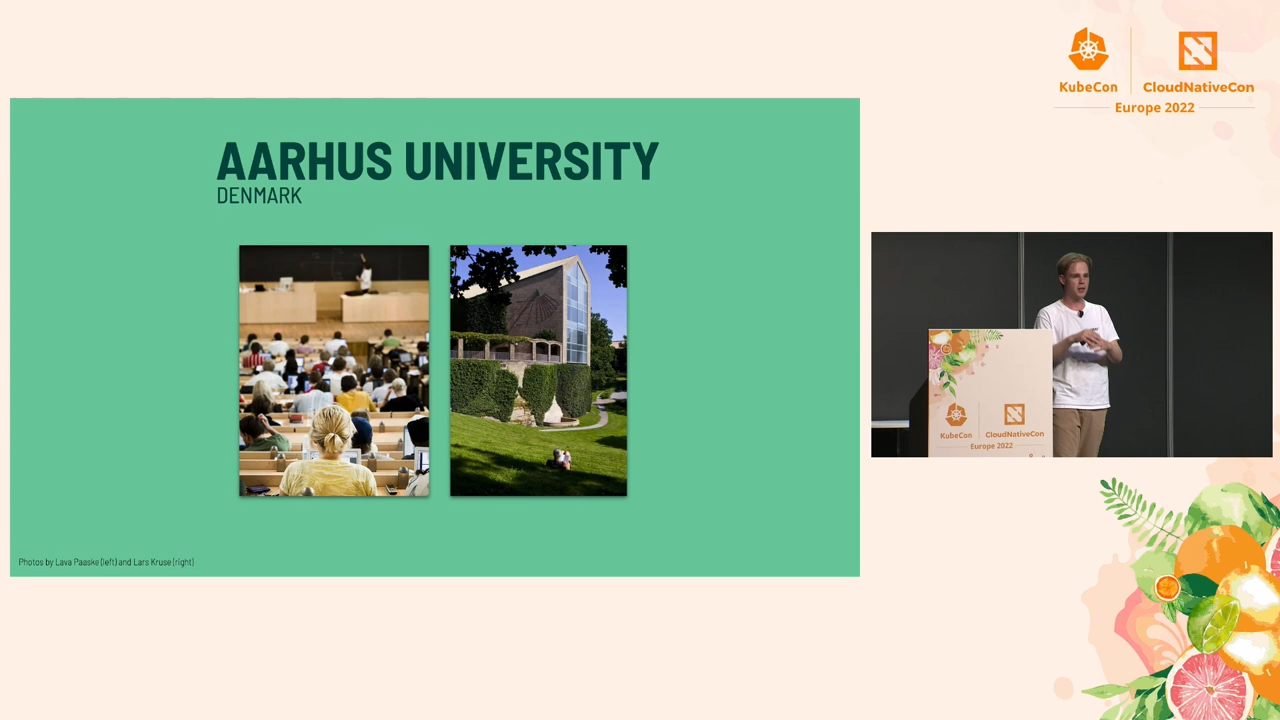 KubeCon
CloudNativeCon
Europe 2022
AARHUS UNIVERSITY
DENMARK
Photos by Lava Paaske (left) and Lars Kruse (right)
KubeCon
CloudNativeCon
Europe 2022